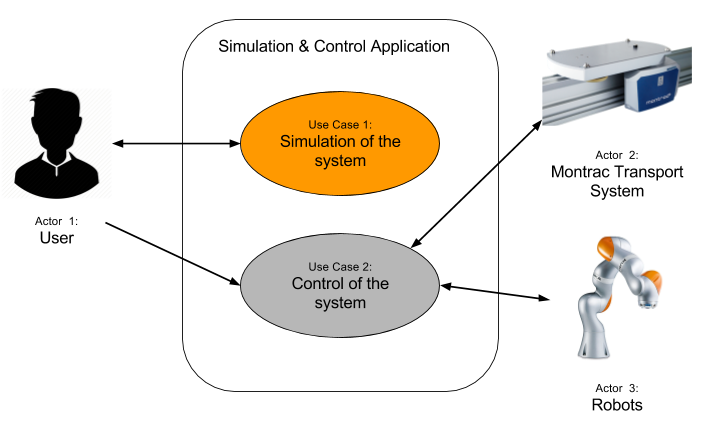 Simulation & Control Application
Use Case 1:
Simulation of the
system
Use Case 2:
Control of the
system
Actor 1:
User
montrac
Actor 2:
Montrac Transport
System
Actor 3:
Robots